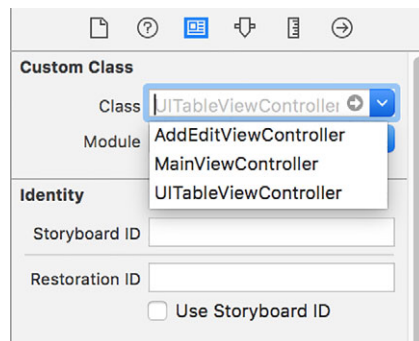 Custom Class
Class UITableViewController
Module
AddEditViewController
MainViewController
UITableViewController
Identity
Storyboard ID
Restoration ID
Use Storyboard ID